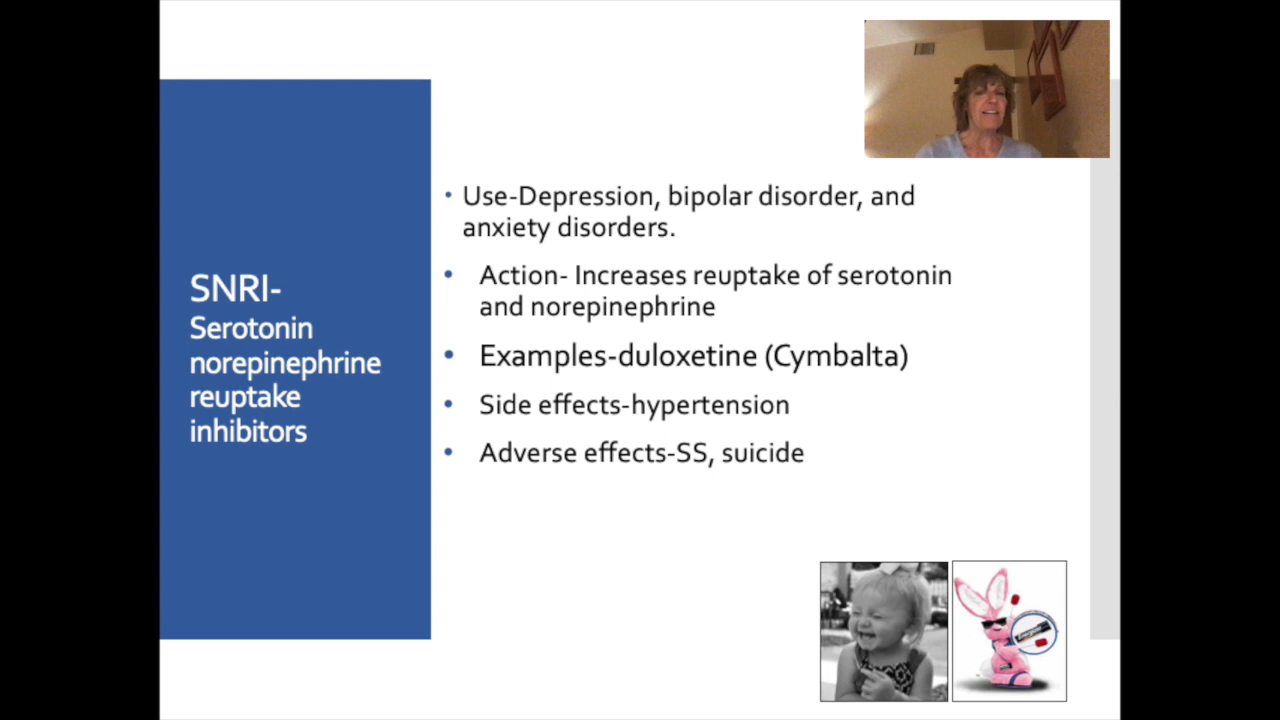 SNRI-
Serotonin
norepinephrine
reuptake
inhibitors
• Use-Depression, bipolar disorder, and
anxiety disorders.
• Action- Increases reuptake of serotonin
and norepinephrine
• Examples-duloxetine (Cymbalta)
• Side effects-hypertension
• Adverse effects-SS, suicide